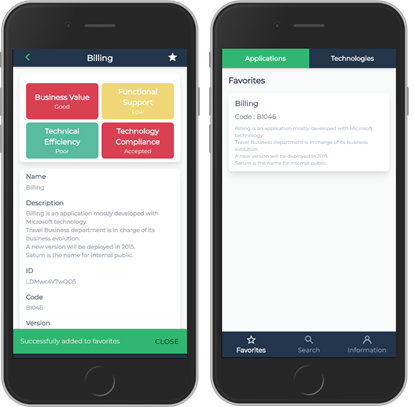 Billing
Business Value
Good
Functional
Support
Low
Technical
Efficiency
Poor
Technology
Compliance
Accepted
Name
Billing
Description
Billing is an application mostly developed with
Microsoft technology.
Travel Business department is in charge of its
business evolution.
A new version will be deployed in 2015.
Saturn is the name for Internal public.
ID
LDMwc4V7wO05
Code
BI046
Version
Successfully added to favorites
CLOSE
Applications
Technologies
Favorites
Billing
Code : BI046
Billing is an application mostly developed with Microsoft
technology.
Travel Business department is in charge of its business
evolution.
A new version will be deployed in 2015.
Saturn is the name for Internal public.
Favorites
Search
Information